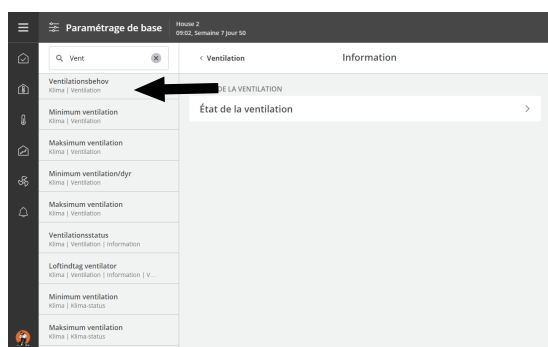 Paramétrage de base
House 2
09:02, Semaine 7 Jour 50
Vent
Ventilation
Information
Ventilationsbehov
Klima | Ventilation
DE LA VENTILATION
État de la ventilation
Minimum ventilation
Klima | Ventilation
Maksimum ventilation
Klima | Ventilation
Minimum ventilation/dyr
Klima | Ventilation
Maksimum ventilation
Klima | Ventilation
Ventilationsstatus
Klima | Ventilation | Information
Loftindtag ventilator
Klima | Ventilation | Information | V...
Minimum ventilation
Klima | Klima-status
Maksimum ventilation
Klima | Klima-status